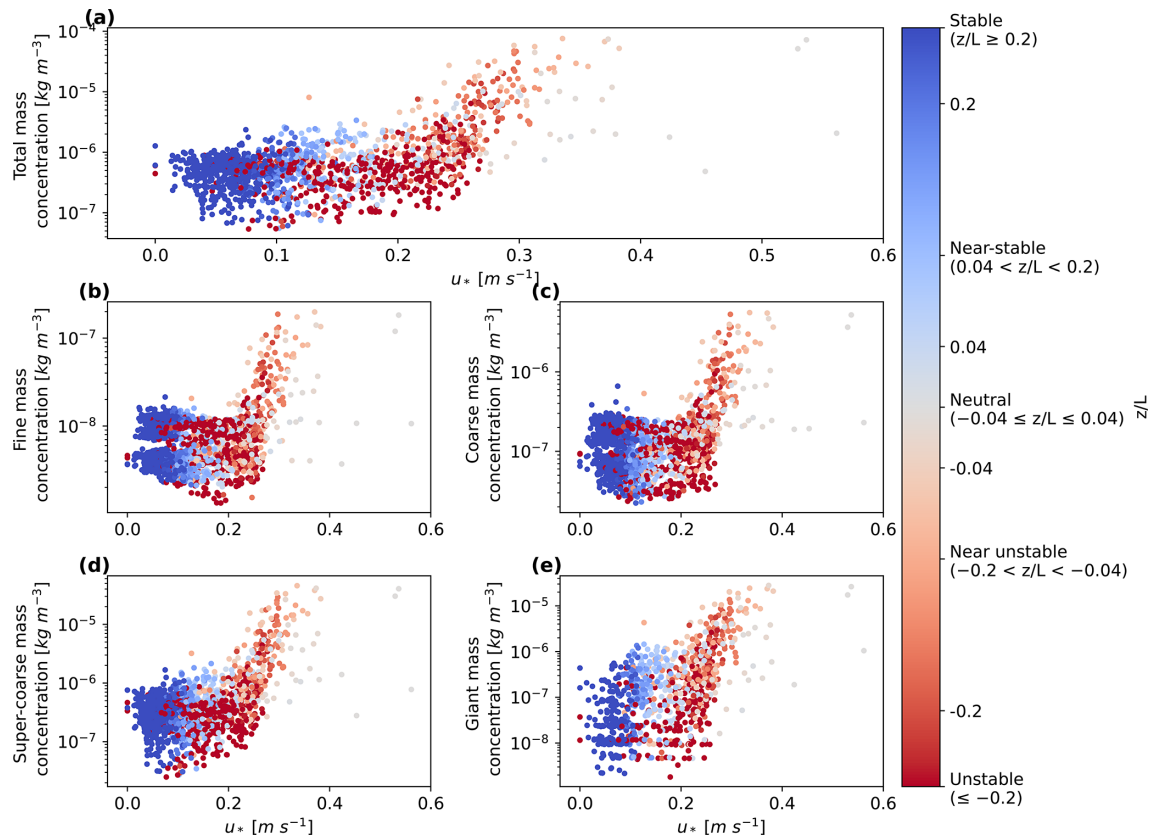 (a)
Total mass
concentration [kg m⁻³]
10⁻⁴
10⁻⁵
10⁻⁶
10⁻⁷
0.0 0.1 0.2 0.3 0.4 0.5 0.6
u* [m s⁻¹]
(b)
Fine mass
concentration [kg m⁻³]
10⁻⁷
10⁻⁸
0.0 0.2 0.4 0.6
(c)
Coarse mass
concentration [kg m⁻³]
10⁻⁶
10⁻⁷
0.0 0.2 0.4 0.6
(d)
Super-coarse mass
concentration [kg m⁻³]
10⁻⁵
10⁻⁶
10⁻⁷
0.0 0.2 0.4 0.6
u* [m s⁻¹]
(e)
Giant mass
concentration [kg m⁻³]
10⁻⁵
10⁻⁶
10⁻⁷
10⁻⁸
0.0 0.2 0.4 0.6
u* [m s⁻¹]
Stable
(z/L ≥ 0.2)
0.2
Near-stable
(0.04 < z/L < 0.2)
0.04
Neutral
(−0.04 ≤ z/L ≤ 0.04)
-0.04
Near unstable
(−0.2 < z/L < −0.04)
-0.2
Unstable
(≤ −0.2)
z/L